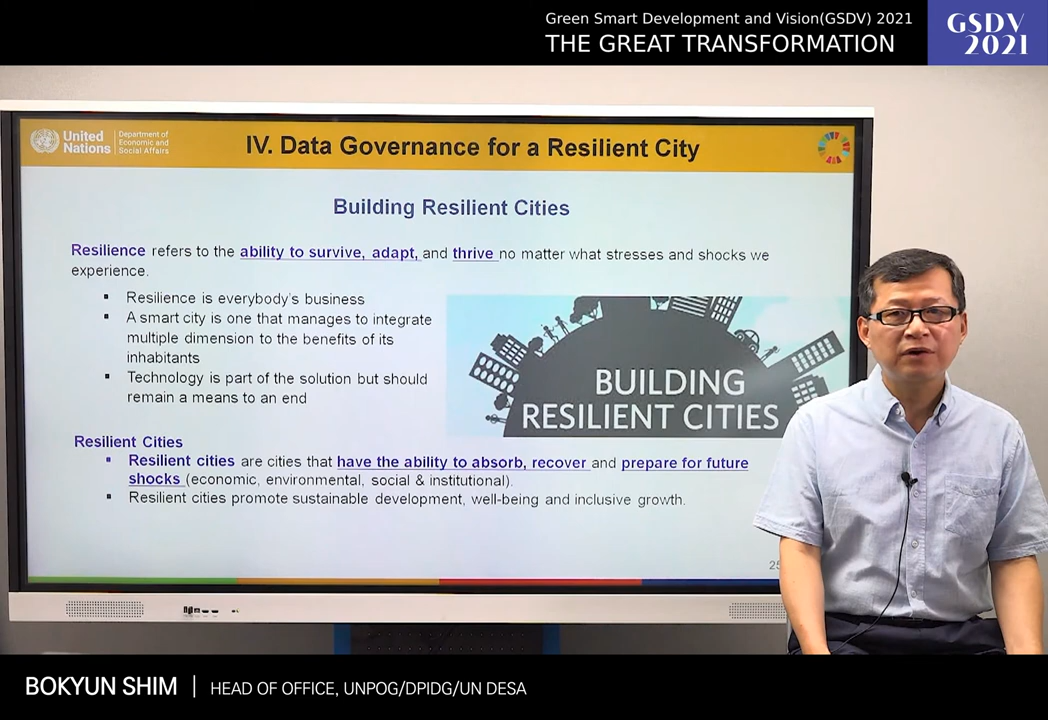 Green Smart Development and Vision(GSDV) 2021
THE GREAT TRANSFORMATION
GSDV
2021
United
Nations
Department of
Economic and
Social Affairs
IV. Data Governance for a Resilient City
Building Resilient Cities
Resilience refers to the ability to survive, adapt, and thrive no matter what stresses and shocks we
experience.
▪ Resilience is everybody's business
▪ A smart city is one that manages to integrate
multiple dimension to the benefits of its
inhabitants
▪ Technology is part of the solution but should
remain a means to an end
BUILDING
RESILIENT CITIES
Resilient Cities
▪ Resilient cities are cities that have the ability to absorb, recover and prepare for future
shocks (economic, environmental, social & institutional).
▪ Resilient cities promote sustainable development, well-being and inclusive growth.
BOKYUN SHIM | HEAD OF OFFICE, UNPOG/DPIDG/UN DESA